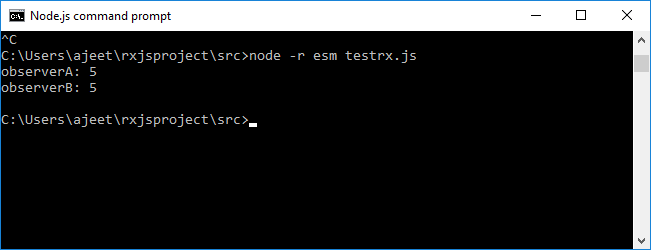 Node.js command prompt
^C
C:\Users\ajeet\rxjsproject\src>node -r esm testrx.js
observerA: 5
observerB: 5
C:\Users\ajeet\rxjsproject\src>